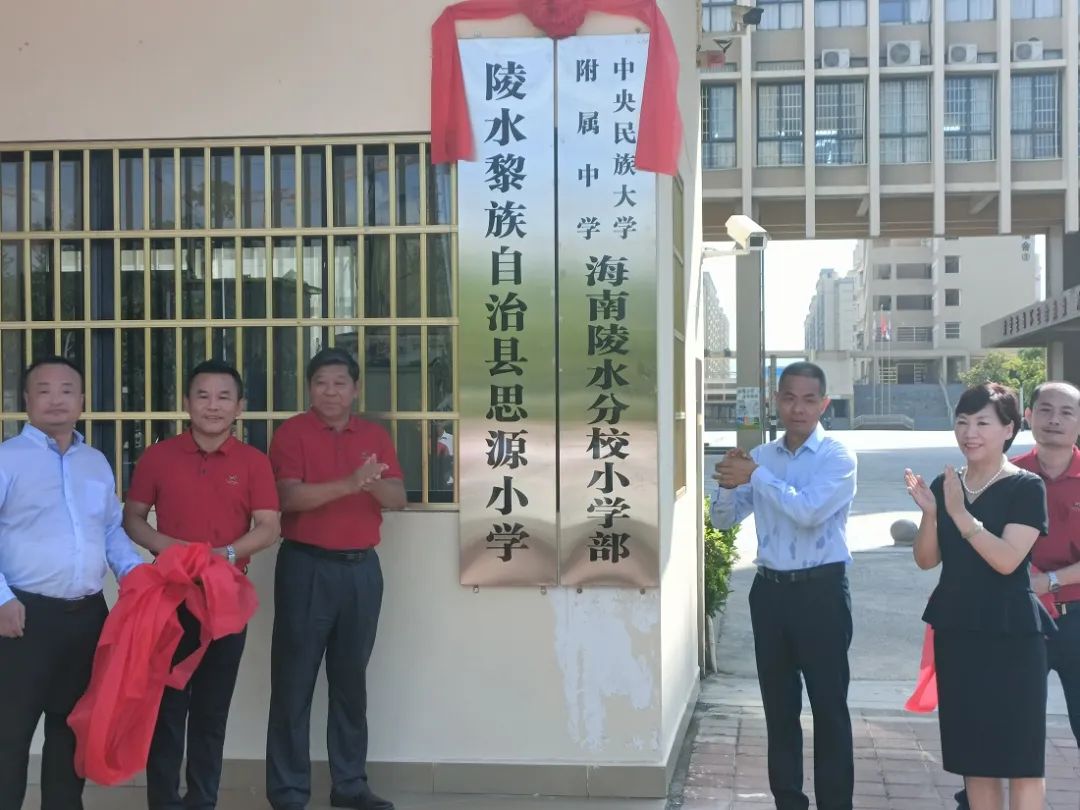 陵水黎族自治县思源小学
中央民族大学
附属中学
海南陵水分校小学部